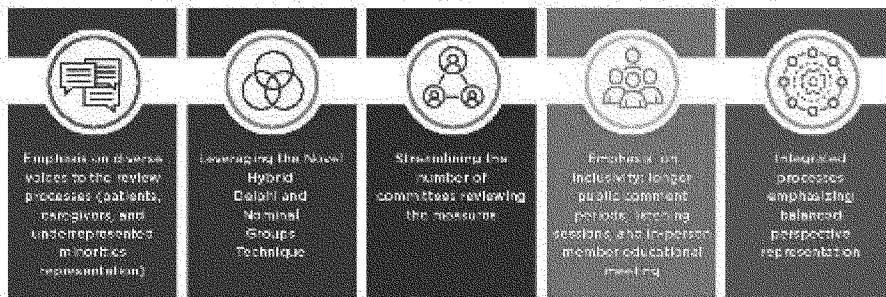 Emphasis on diverse
voices to the review
processes (patients,
caregivers, and
underrepresented
minorities
representation)
Leveraging the Novel
Hybrid
Delphi and
Nominal
Groups
Technique
Streamlining the
number of
committees reviewing
the measures
Emphasis on
inclusivity: longer
public comment
periods, listening
sessions, and in-person
member educational
meeting
Integrated
processes
emphasizing
balanced
perspective
representation